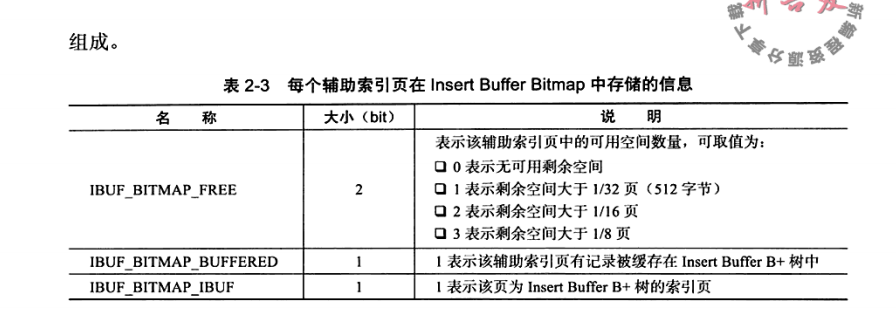 组成。
表 2-3 每个辅助索引页在 Insert Buffer Bitmap 中存储的信息
名 称 大小（bit） 说 明
表示该辅助索引页中的可用空间数量，可取值为：
❑ 0 表示无可用剩余空间
IBUF_BITMAP_FREE 2 ❑ 1 表示剩余空间大于 1/32 页（512 字节）
❑ 2 表示剩余空间大于 1/16 页
❑ 3 表示剩余空间大于 1/8 页
IBUF_BITMAP_BUFFERED 1 1 表示该辅助索引页有记录被缓存在 Insert Buffer B+ 树中
IBUF_BITMAP_IBUF 1 1 表示该页为 Insert Buffer B+ 树的索引页